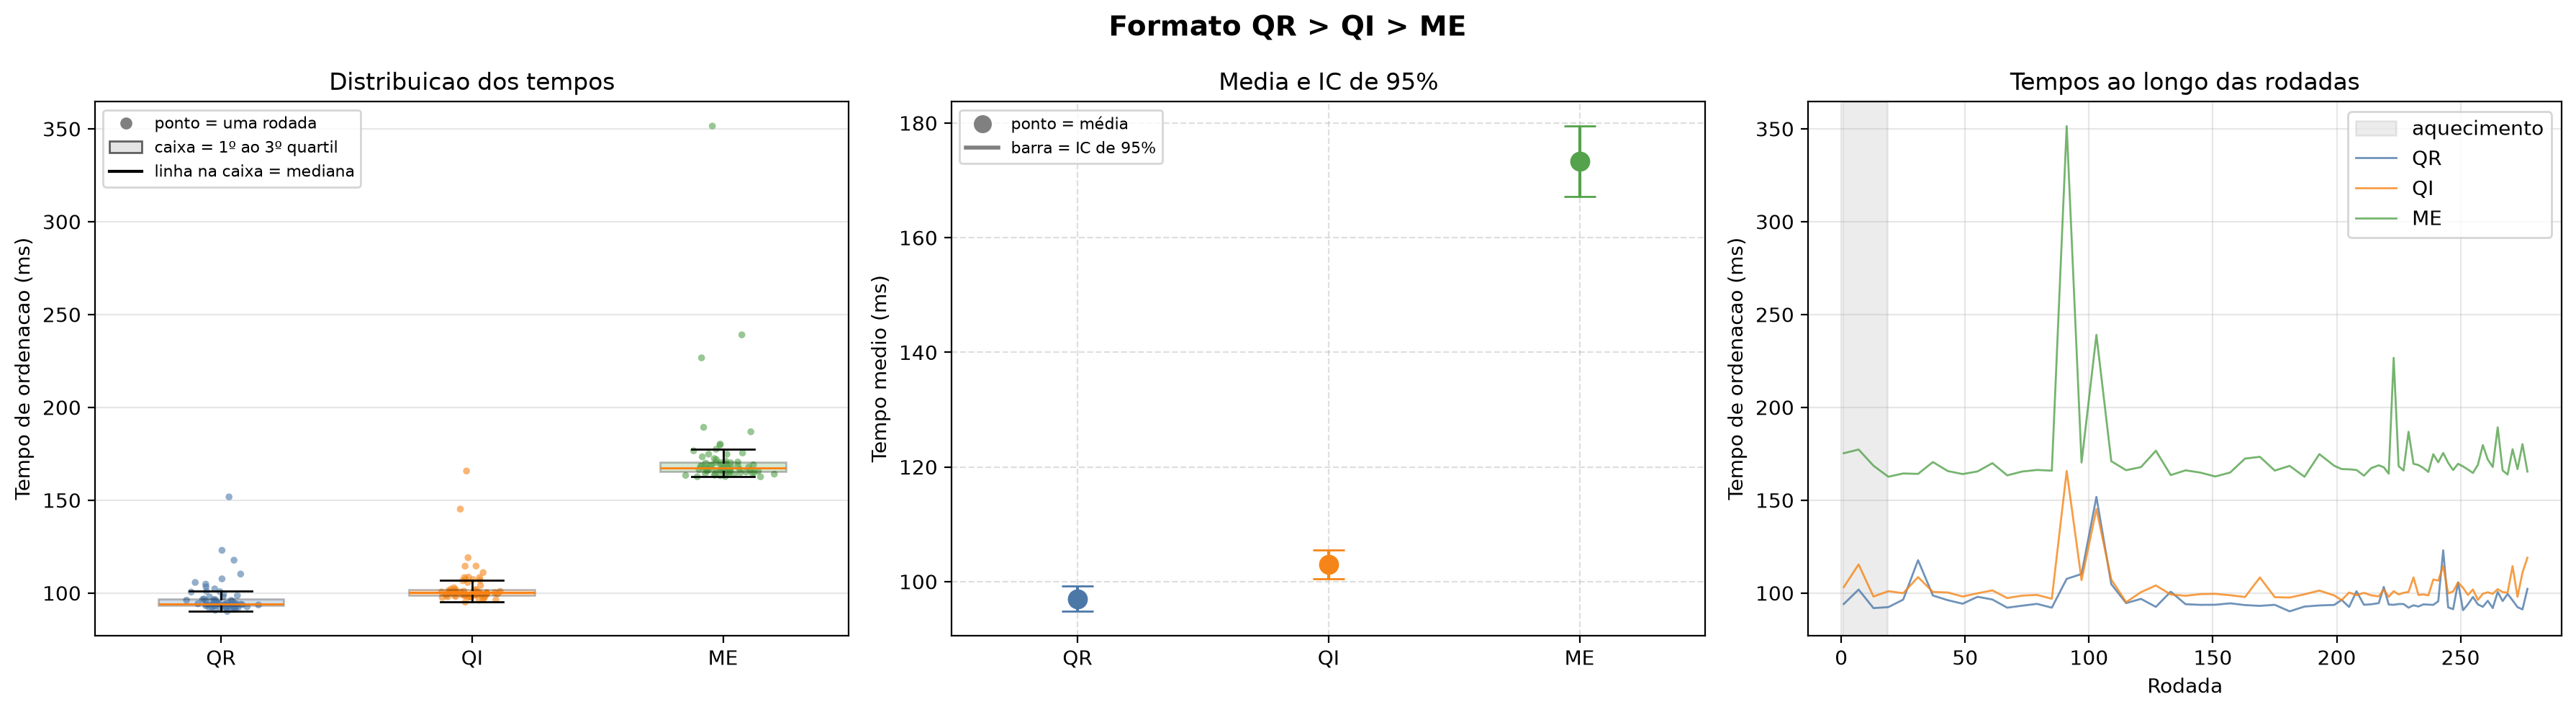 Formato QR > QI > ME
Distribuicao dos tempos
Tempo de ordenacao (ms)
350
300
250
200
150
100
ponto = uma rodada
caixa = 1º ao 3º quartil
linha na caixa = mediana
QR QI ME
Media e IC de 95%
Tempo medio (ms)
180
160
140
120
100
ponto = média
barra = IC de 95%
QR QI ME
Tempos ao longo das rodadas
Tempo de ordenacao (ms)
350
300
250
200
150
100
aquecimento
QR
QI
ME
0 50 100 150 200 250
Rodada